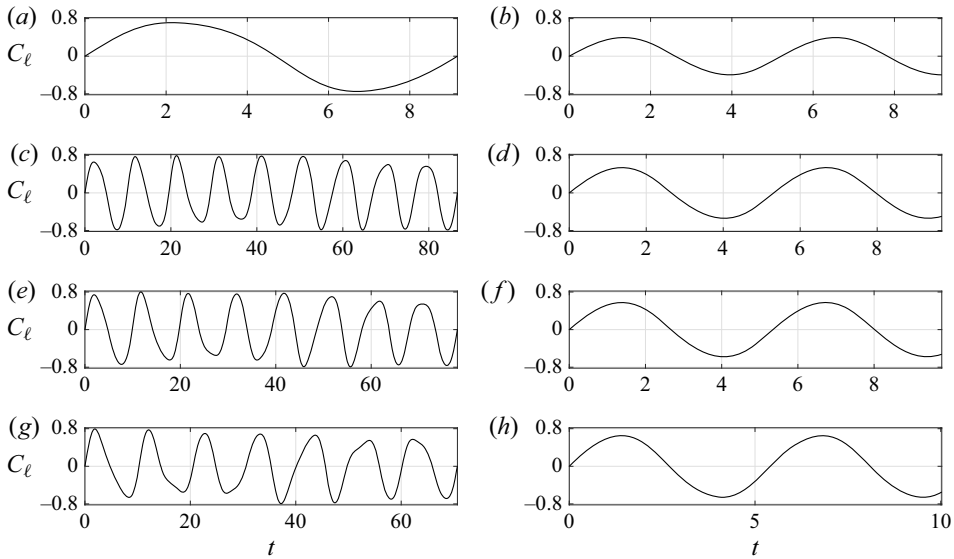 (a) 0.8 (b) 0.8
Cℓ 0 0
–0.8 –0.8
0 2 4 6 8 0 2 4 6 8
(c) 0.8 (d) 0.8
Cℓ 0 0
–0.8 –0.8
0 20 40 60 80 0 2 4 6 8
(e) 0.8 (f) 0.8
Cℓ 0 0
–0.8 –0.8
0 20 40 60 0 2 4 6 8
(g) 0.8 (h) 0.8
Cℓ 0 0
–0.8 –0.8
0 20 40 60 0 5 10
t t